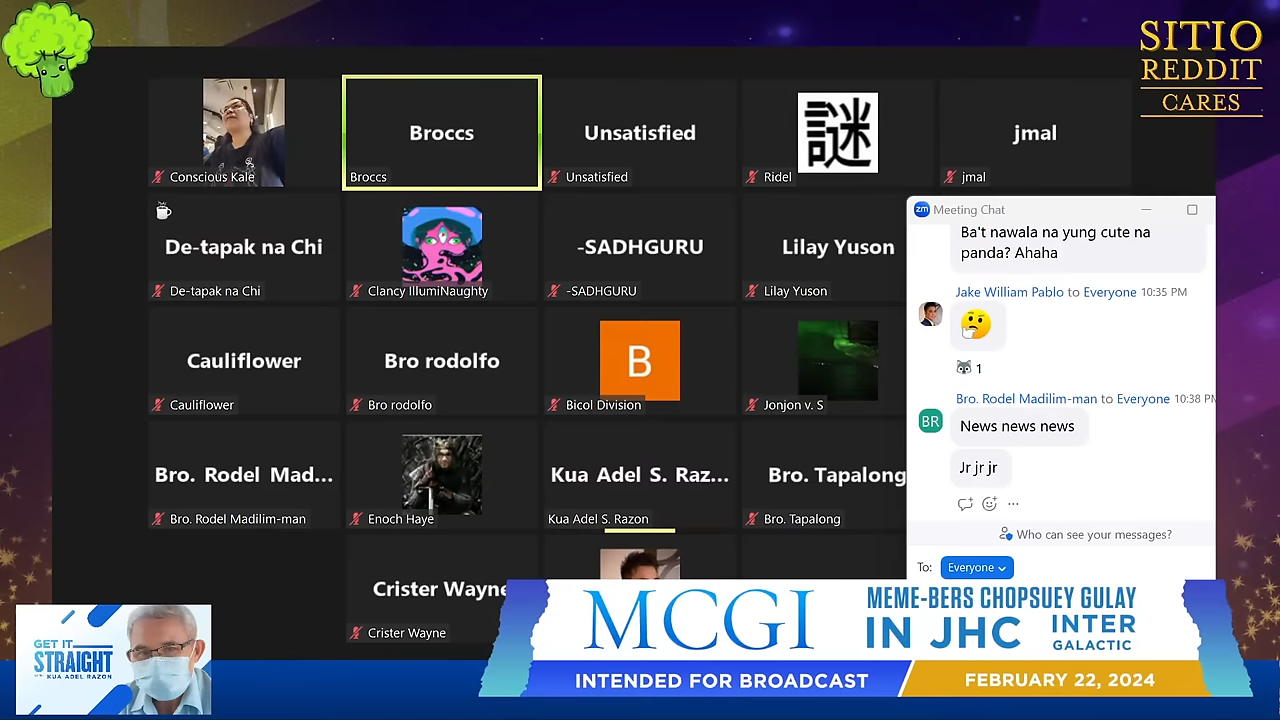 SITIO
REDDIT
CARES
Conscious Kale
Broccs
Broccs
Unsatisfied
Unsatisfied
謎
Ridel
jmal
jmal
De-tapak na Chi
De-tapak na Chi
Clancy IllumiNaughty
-SADHGURU
-SADHGURU
Lilay Yuson
Lilay Yuson
Cauliflower
Cauliflower
Bro rodolfo
Bro rodolfo
B
Bicol Division
Jonjon v. S
Bro. Rodel Mad...
Bro. Rodel Madilim-man
Enoch Haye
Kua Adel S. Raz...
Kua Adel S. Razon
Bro. Tapalong
Bro. Tapalong
Crister Wayne
Crister Wayne
zm Meeting Chat
Ba't nawala na yung cute na
panda? Ahaha
Jake William Pablo to Everyone 10:35 PM
1
Bro. Rodel Madilim-man to Everyone 10:38 PM
BR
News news news
Jr jr jr
Who can see your messages?
To: Everyone
GET IT
STRAIGHT
WITH KUA ADEL RAZON
MCGI
MEME-BERS CHOPSUEY GULAY
IN JHC INTER
GALACTIC
INTENDED FOR BROADCAST
FEBRUARY 22, 2024